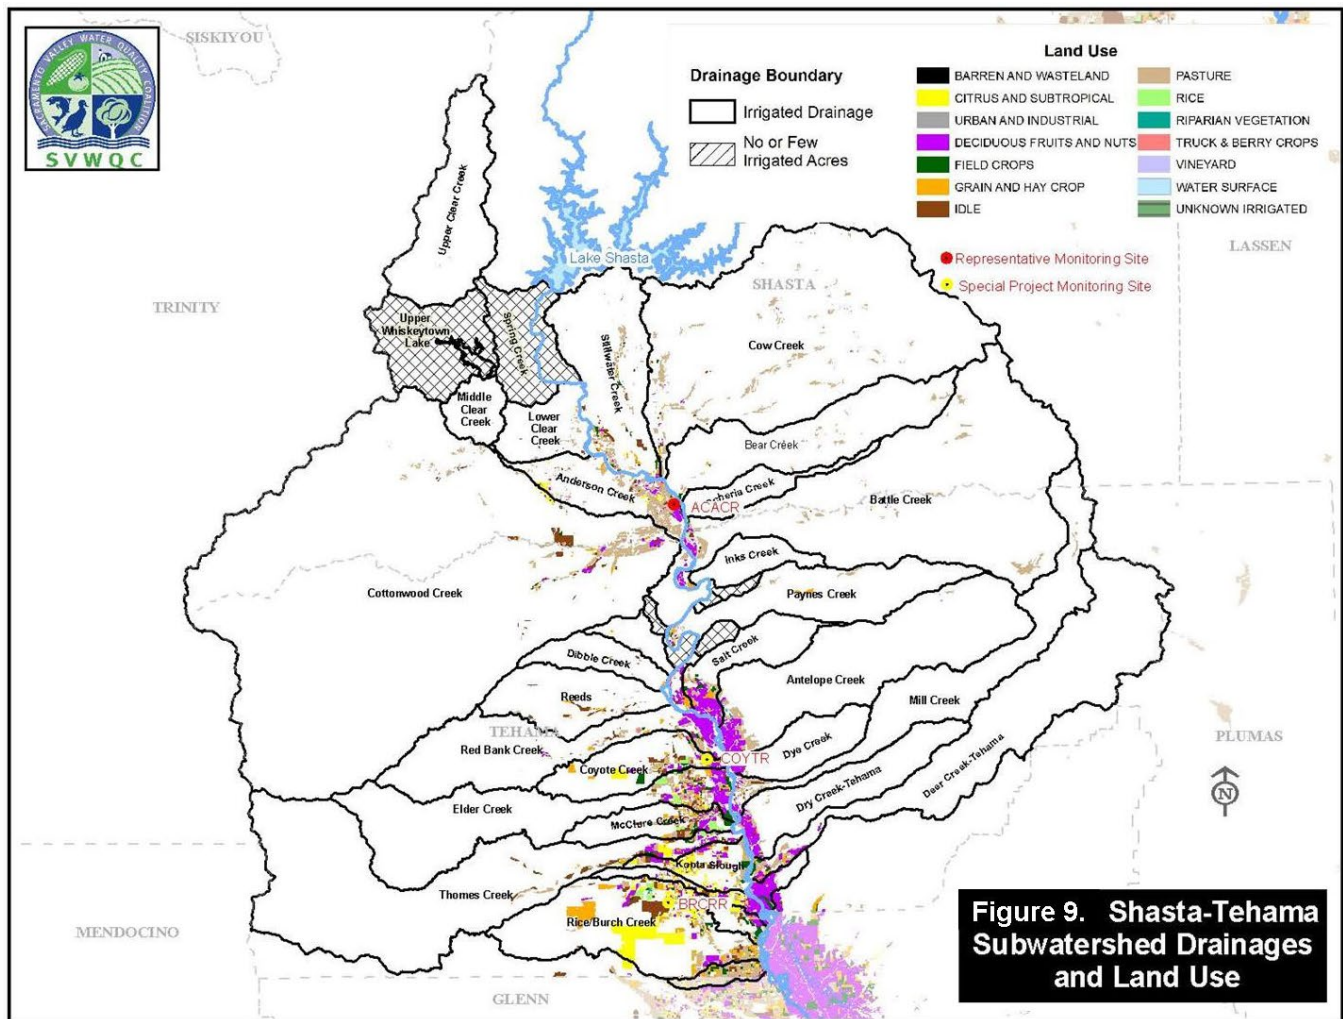 SACRAMENTO VALLEY WATER QUALITY COALITION
SVWQC
SISKIYOU
Drainage Boundary
Irrigated Drainage
No or Few
Irrigated Acres
Land Use
BARREN AND WASTELAND
CITRUS AND SUBTROPICAL
URBAN AND INDUSTRIAL
DECIDUOUS FRUITS AND NUTS
FIELD CROPS
GRAIN AND HAY CROP
IDLE
PASTURE
RICE
RIPARIAN VEGETATION
TRUCK & BERRY CROPS
VINEYARD
WATER SURFACE
UNKNOWN IRRIGATED
Representative Monitoring Site
Special Project Monitoring Site
Upper Clear Creek
Lake Shasta
LASSEN
SHASTA
TRINITY
Upper
Whiskeytown
Lake
Spring Creek
Stillwater Creek
Cow Creek
Middle
Clear
Creek
Lower
Clear
Creek
Bear Creek
Anderson Creek
Creek
ACACR
Battle Creek
Inks Creek
Cottonwood Creek
Paynes Creek
Dibble Creek
Salt Creek
Antelope Creek
Reeds
Mill Creek
TEHAMA
Red Bank Creek
Dye Creek
PLUMAS
COYTR
Coyote Creek
Dry Creek-Tehama
Deer Creek-Tehama
Elder Creek
McClure Creek
Slough
Thomes Creek
BRCRR
Rice/Burch Creek
MENDOCINO
GLENN
N
Figure 9. Shasta-Tehama
Subwatershed Drainages
and Land Use